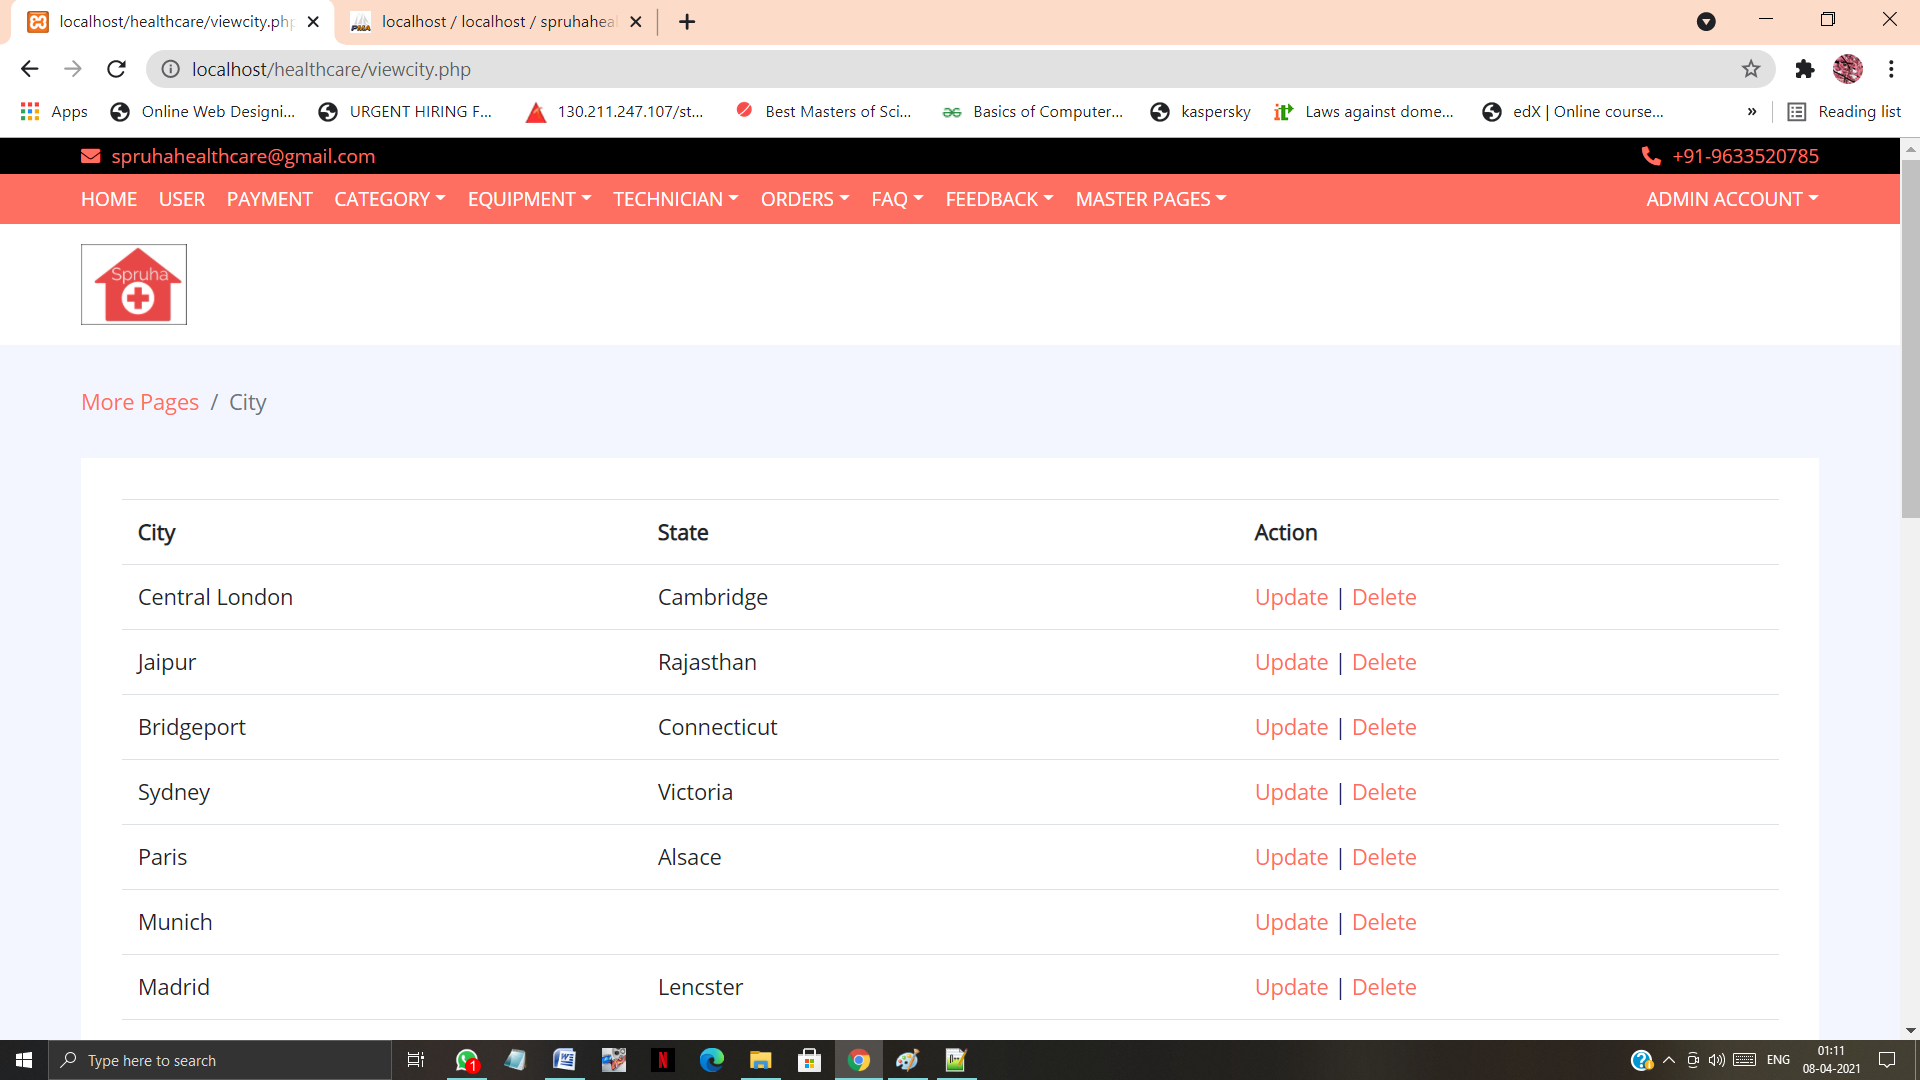 localhost/healthcare/viewcity.php
localhost / localhost / spruhaheal
localhost/healthcare/viewcity.php
Apps Online Web Designi... URGENT HIRING F... 130.211.247.107/st... Best Masters of Sci... Basics of Computer... kaspersky Laws against dome... edX | Online course... » Reading list
spruhahealthcare@gmail.com +91-9633520785
HOME USER PAYMENT CATEGORY EQUIPMENT TECHNICIAN ORDERS FAQ FEEDBACK MASTER PAGES ADMIN ACCOUNT
Spruha
More Pages / City
City State Action
Central London Cambridge Update | Delete
Jaipur Rajasthan Update | Delete
Bridgeport Connecticut Update | Delete
Sydney Victoria Update | Delete
Paris Alsace Update | Delete
Munich Update | Delete
Madrid Lencster Update | Delete
Type here to search
1
ENG
01:11
08-04-2021